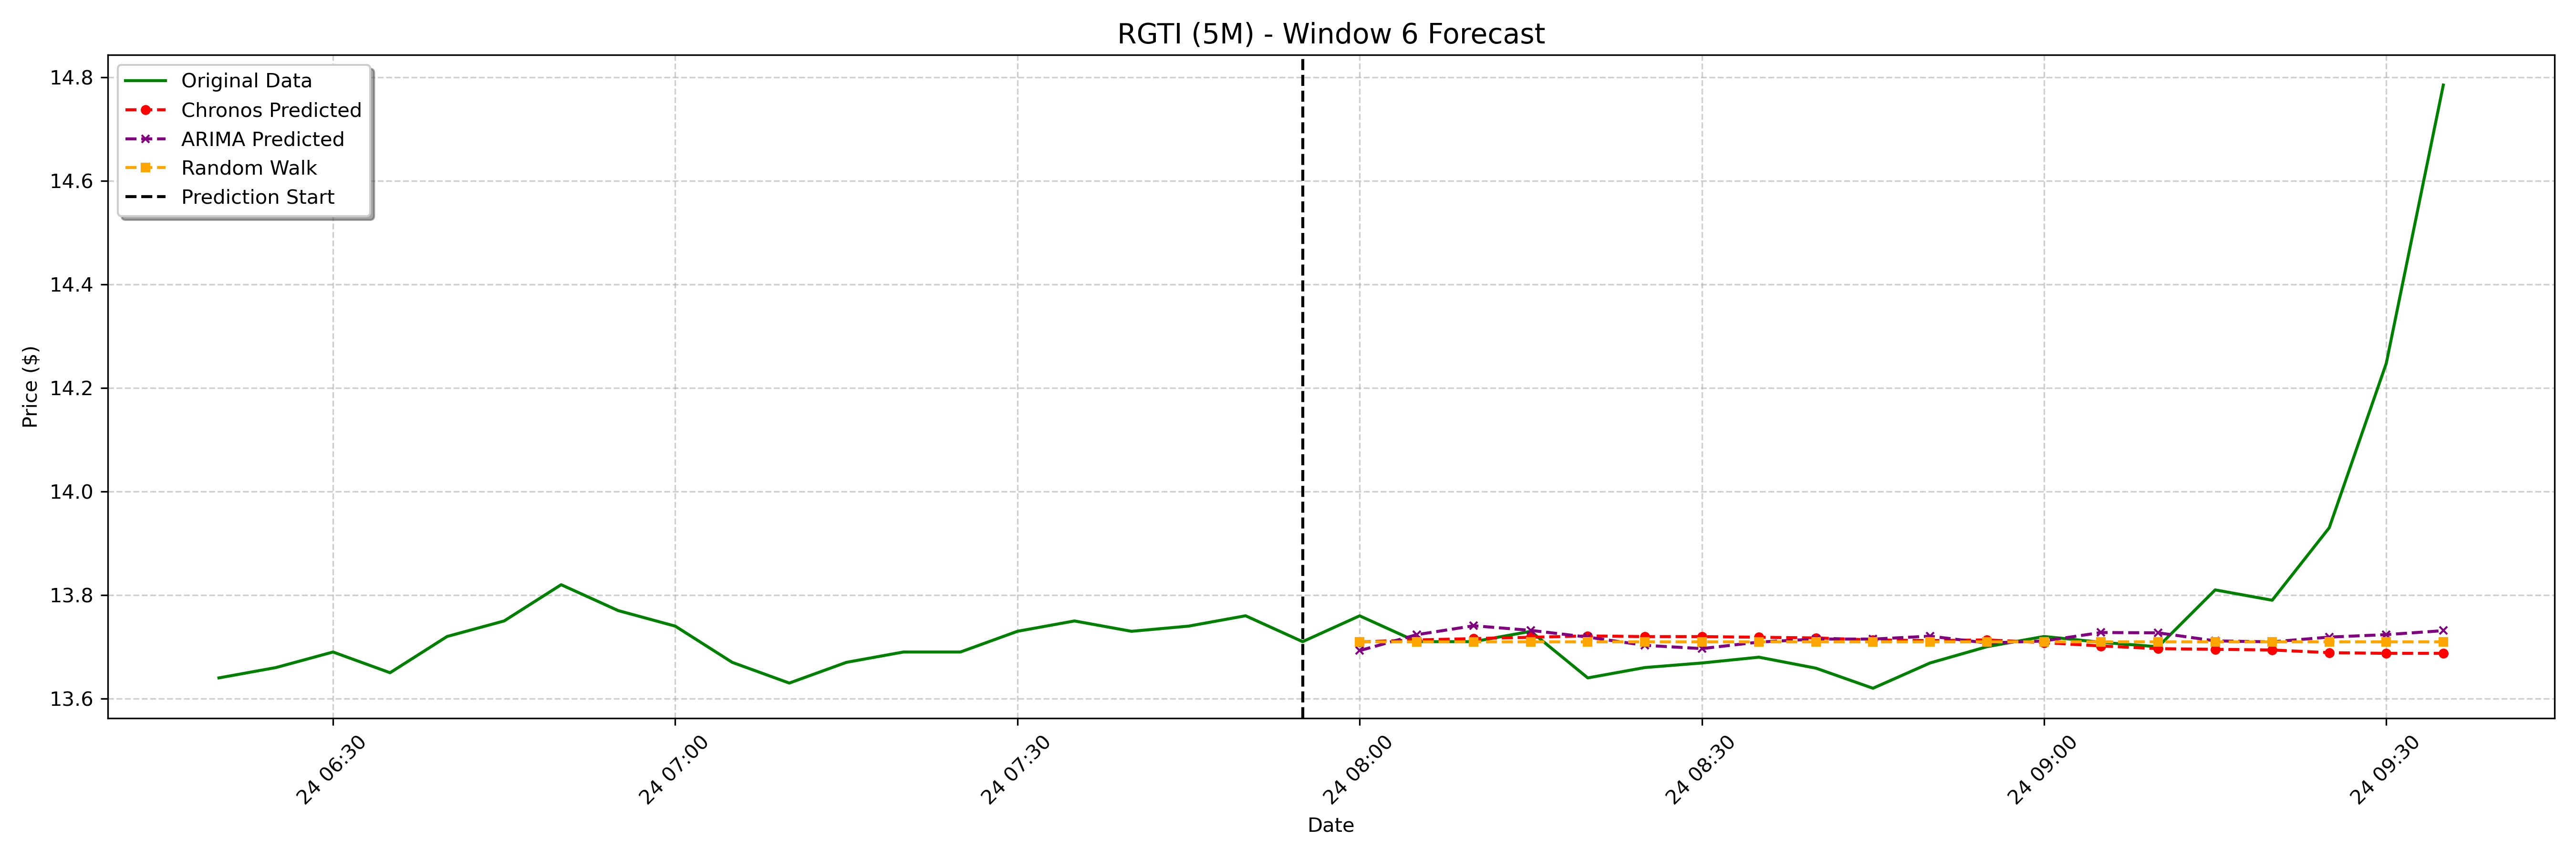 RGTI (5M) - Window 6 Forecast
Original Data
Chronos Predicted
ARIMA Predicted
Random Walk
Prediction Start
Price ($)
14.8
14.6
14.4
14.2
14.0
13.8
13.6
24 06:30
24 07:00
24 07:30
24 08:00
24 08:30
24 09:00
24 09:30
Date